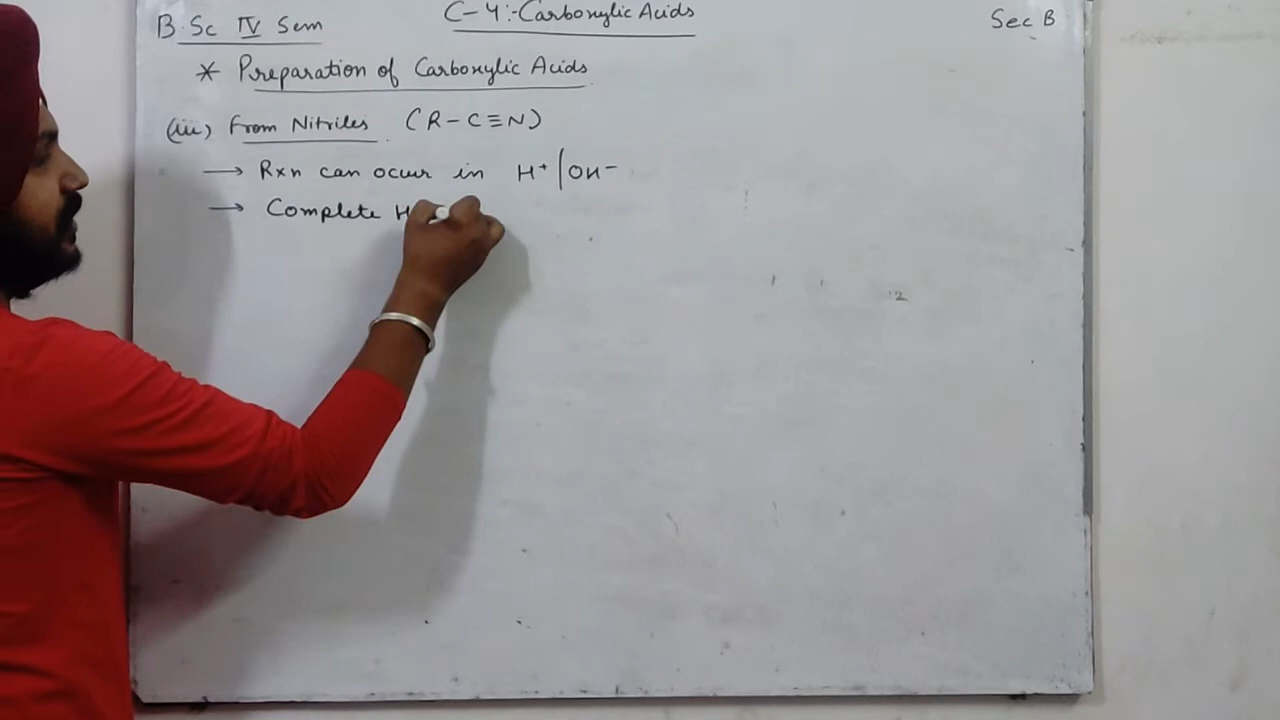 B.Sc IV Sem
C-4:-Carboxylic Acids
Sec B
* Preparation of Carboxylic Acids
(iii) From Nitriles (R-C≡N)
→ Rxn can occur in H⁺/OH⁻
→ Complete H